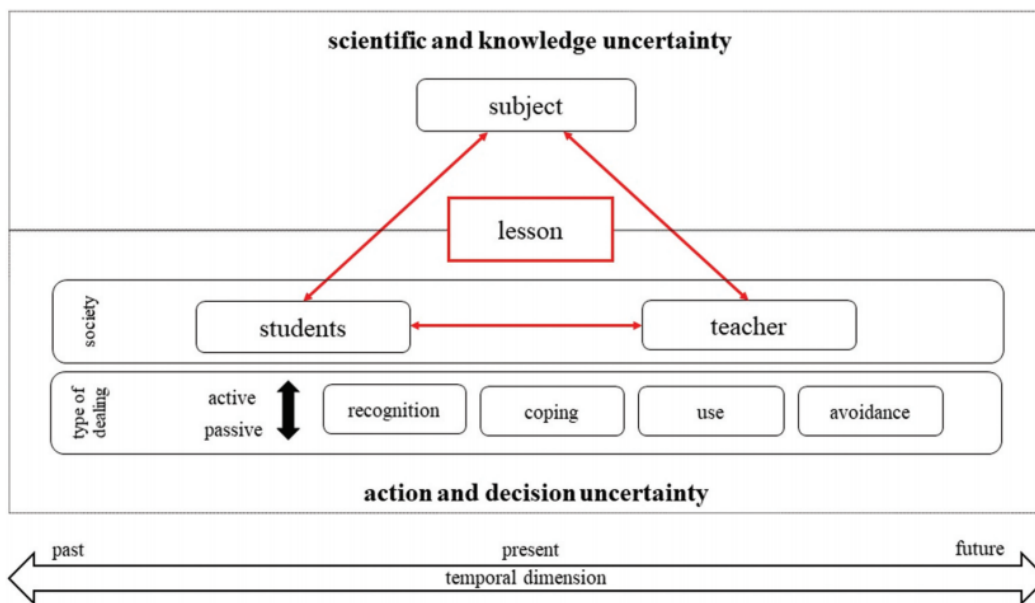 scientific and knowledge uncertainty
subject
lesson
society
students
teacher
type of
dealing
active
passive
recognition
coping
use
avoidance
action and decision uncertainty
past
present
future
temporal dimension